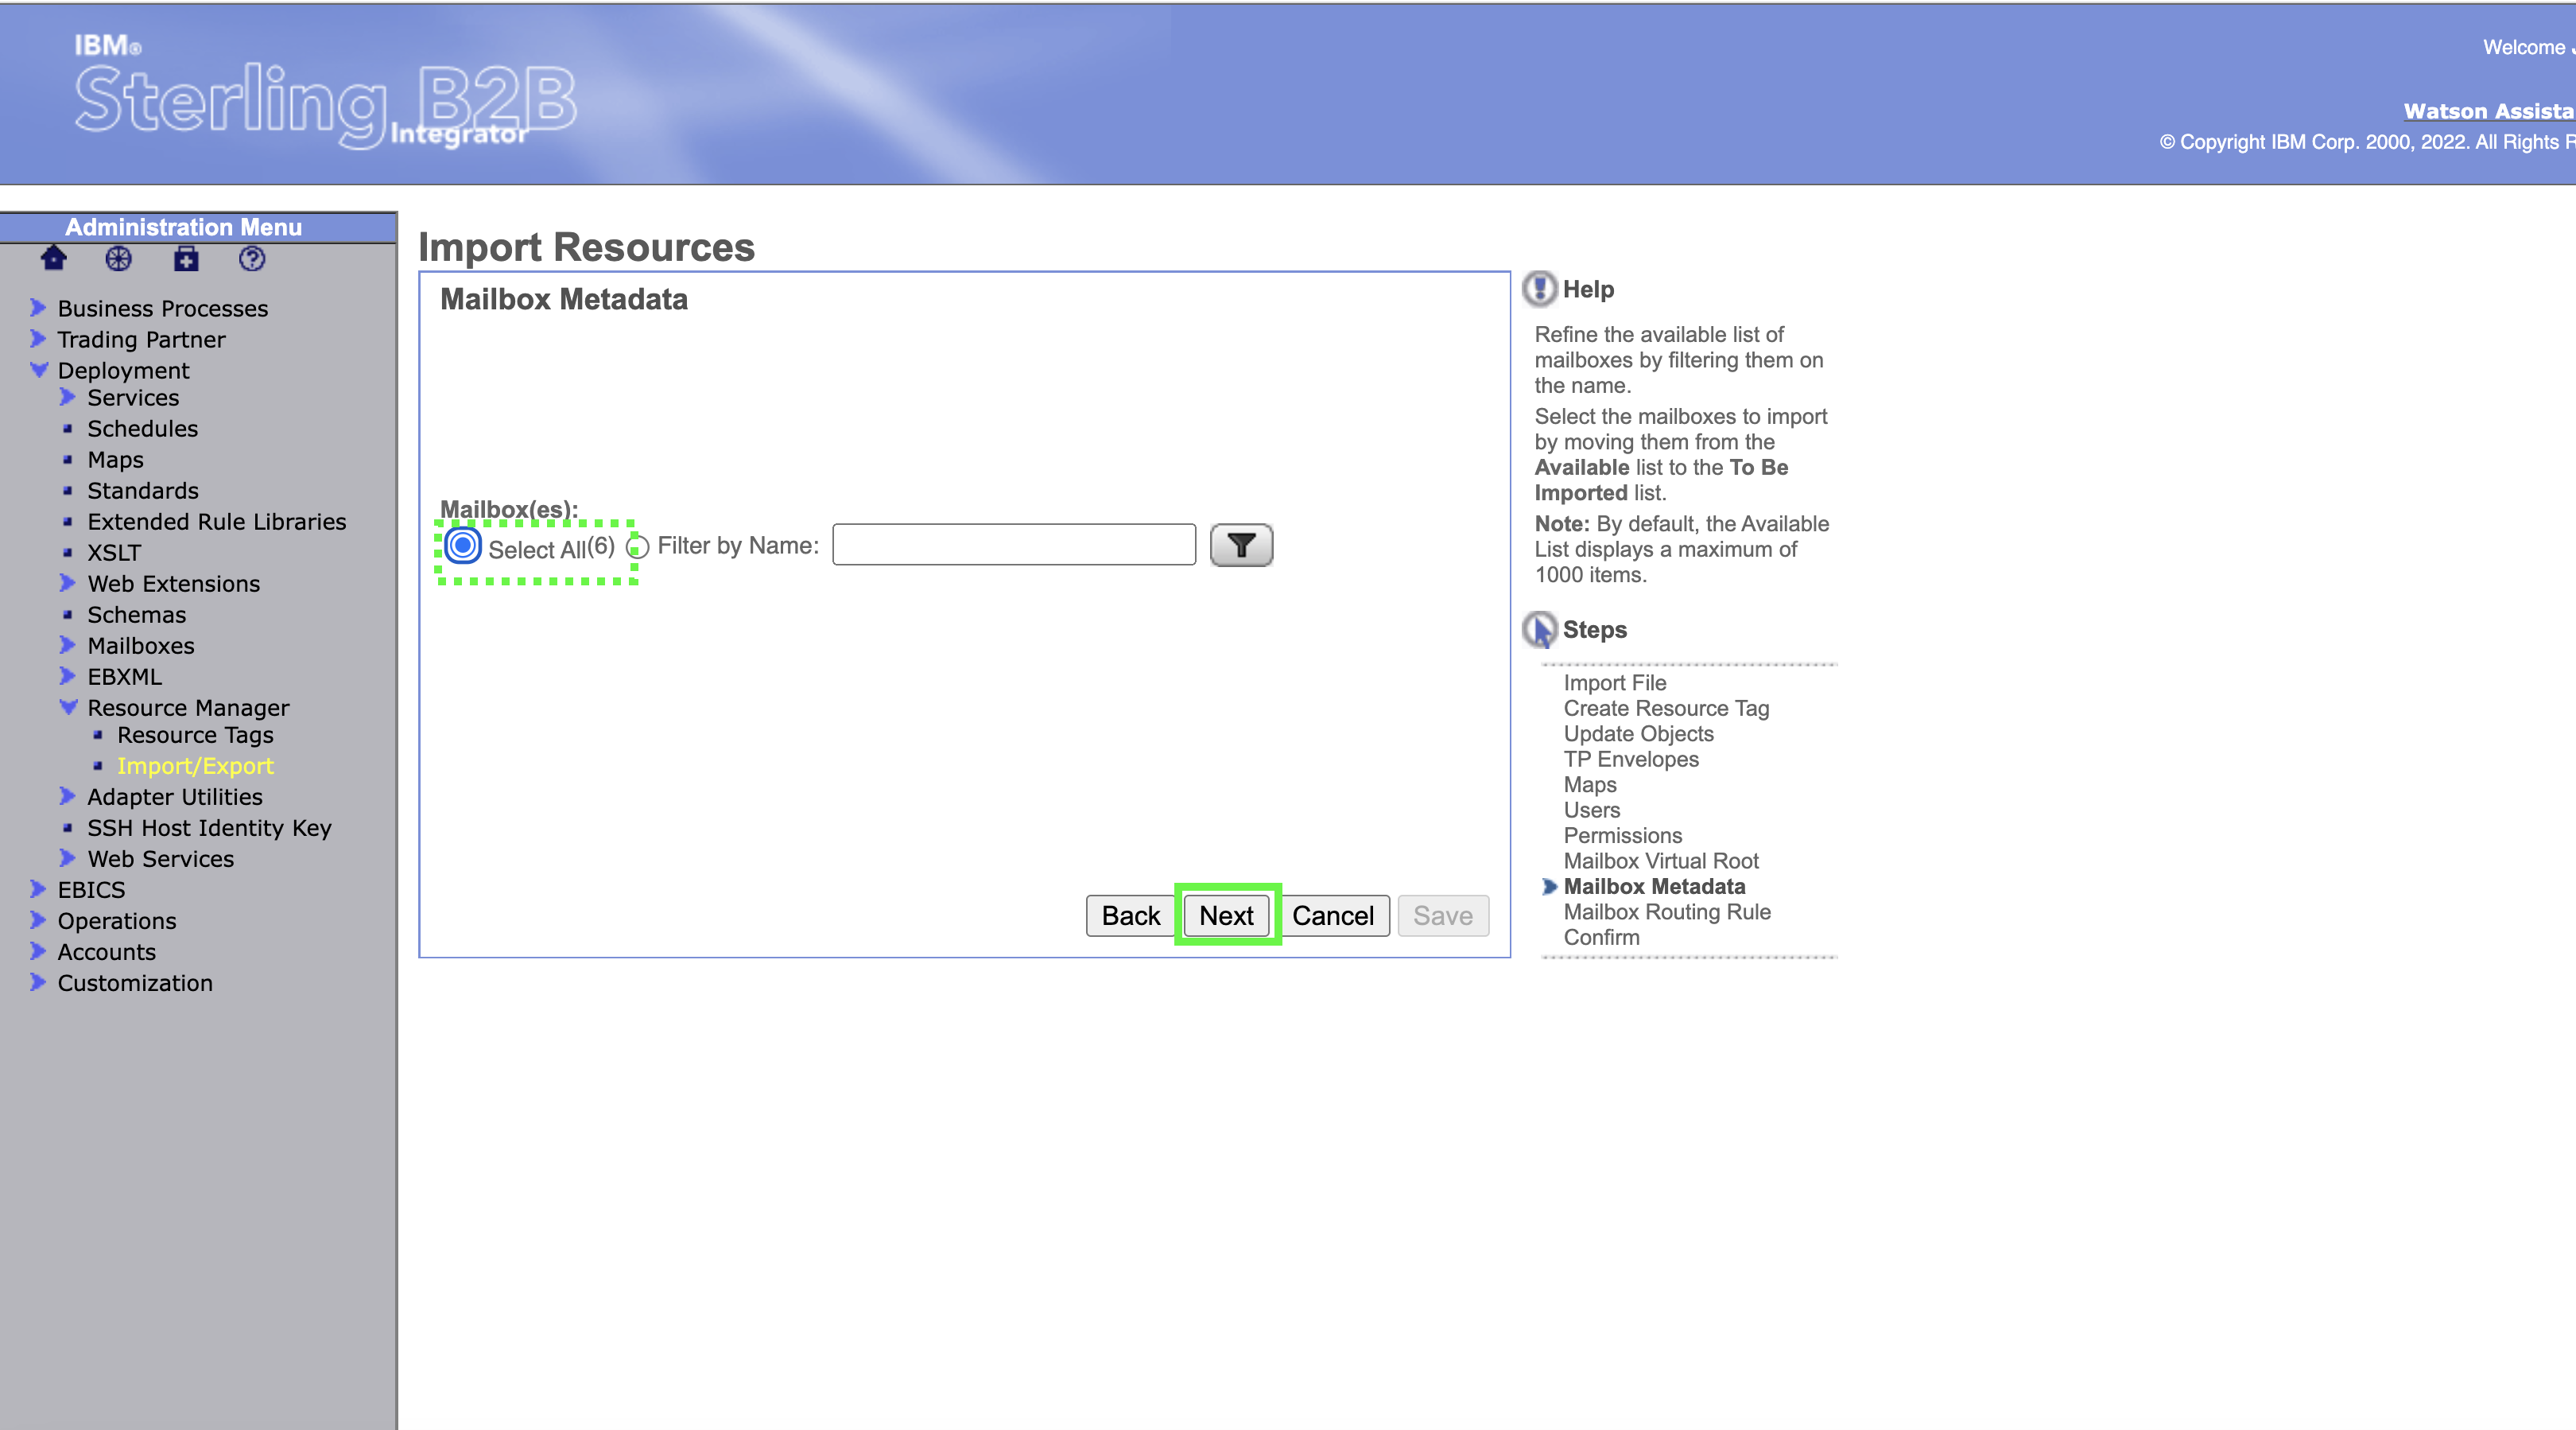 IBM®
Sterling B2B
Integrator
Welcome
Watson
© Copyright IBM Corp. 2000, 2022. All Rights
Administration Menu
Business Processes
Trading Partner
Deployment
Services
Schedules
Maps
Standards
Extended Rule Libraries
XSLT
Web Extensions
Schemas
Mailboxes
EBXML
Resource Manager
Resource Tags
Import/Export
Adapter Utilities
SSH Host Identity Key
Web Services
EBICS
Operations
Accounts
Customization
Import Resources
Mailbox Metadata
Mailbox(es):
Select All(6) Filter by Name:
Back Next Cancel Save
Help
Refine the available list of
mailboxes by filtering them on
the name.
Select the mailboxes to import
by moving them from the
Available list to the To Be
Imported list.
Note: By default, the Available
List displays a maximum of
1000 items.
Steps
Import File
Create Resource Tag
Update Objects
TP Envelopes
Maps
Users
Permissions
Mailbox Virtual Root
Mailbox Metadata
Mailbox Routing Rule
Confirm